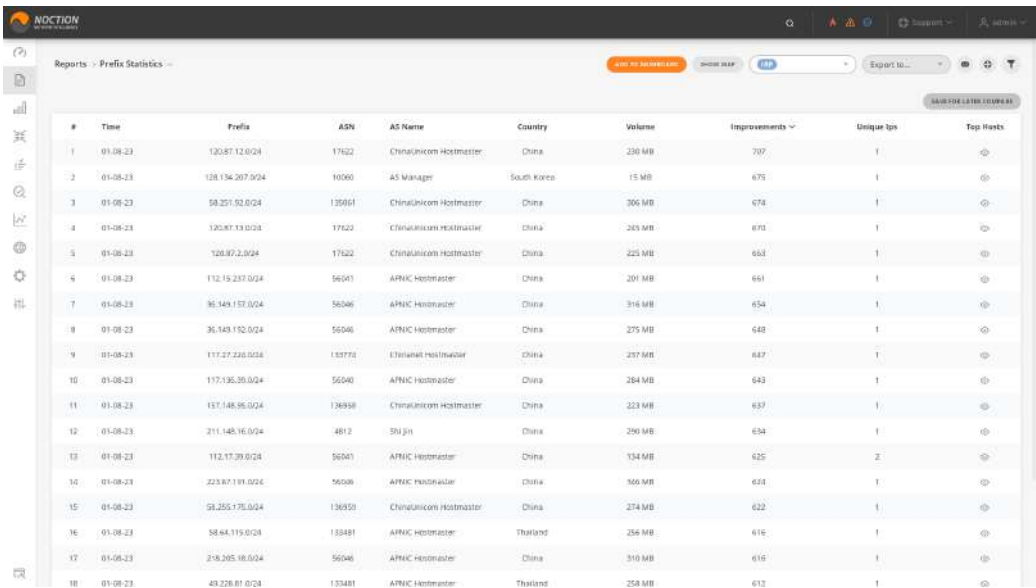 NOCTION
Support admin
Reports > Prefix Statistics
ADD TO DASHBOARD SHOW MAP IRP Export to...
SAVE FOR LATER COMPARE
# Time Prefix ASN AS Name Country Volume Improvements Unique Ips Top Hosts
1 01-08-23 120.87.12.0/24 17622 ChinaUnicom Hostmaster China 230 MB 707 1
2 01-08-23 128.134.207.0/24 10060 AS Manager South Korea 15 MB 675 1
3 01-08-23 58.251.92.0/24 135061 ChinaUnicom Hostmaster China 306 MB 674 1
4 01-08-23 120.87.13.0/24 17622 ChinaUnicom Hostmaster China 265 MB 670 1
5 01-08-23 120.87.2.0/24 17622 ChinaUnicom Hostmaster China 225 MB 663 1
6 01-08-23 112.15.237.0/24 56041 APNIC Hostmaster China 201 MB 661 1
7 01-08-23 36.149.157.0/24 56046 APNIC Hostmaster China 316 MB 654 1
8 01-08-23 36.149.192.0/24 56046 APNIC Hostmaster China 275 MB 648 1
9 01-08-23 133774 Hostmaster China 237 MB 647 1
10 01-08-23 117.136.39.0/24 56040 APNIC Hostmaster China 284 MB 643 1
11 01-08-23 157.148.95.0/24 136959 ChinaUnicom Hostmaster China 223 MB 637 1
12 01-08-23 211.148.16.0/24 4812 Shi Jin China 290 MB 634 1
13 01-08-23 112.17.39.0/24 56041 APNIC Hostmaster China 134 MB 625 2
14 01-08-23 56046 APNIC Hostmaster China 1
15 01-08-23 58.255.175.0/24 136959 ChinaUnicom Hostmaster China 274 MB 622 1
16 01-08-23 58.64.115.0/24 133481 APNIC Hostmaster Thailand 256 MB 616 1
17 01-08-23 218.205.18.0/24 56046 APNIC Hostmaster China 310 MB 616 1
18 01-08-23 49.228.81.0/24 133481 APNIC Hostmaster Thailand 258 MB 612 1